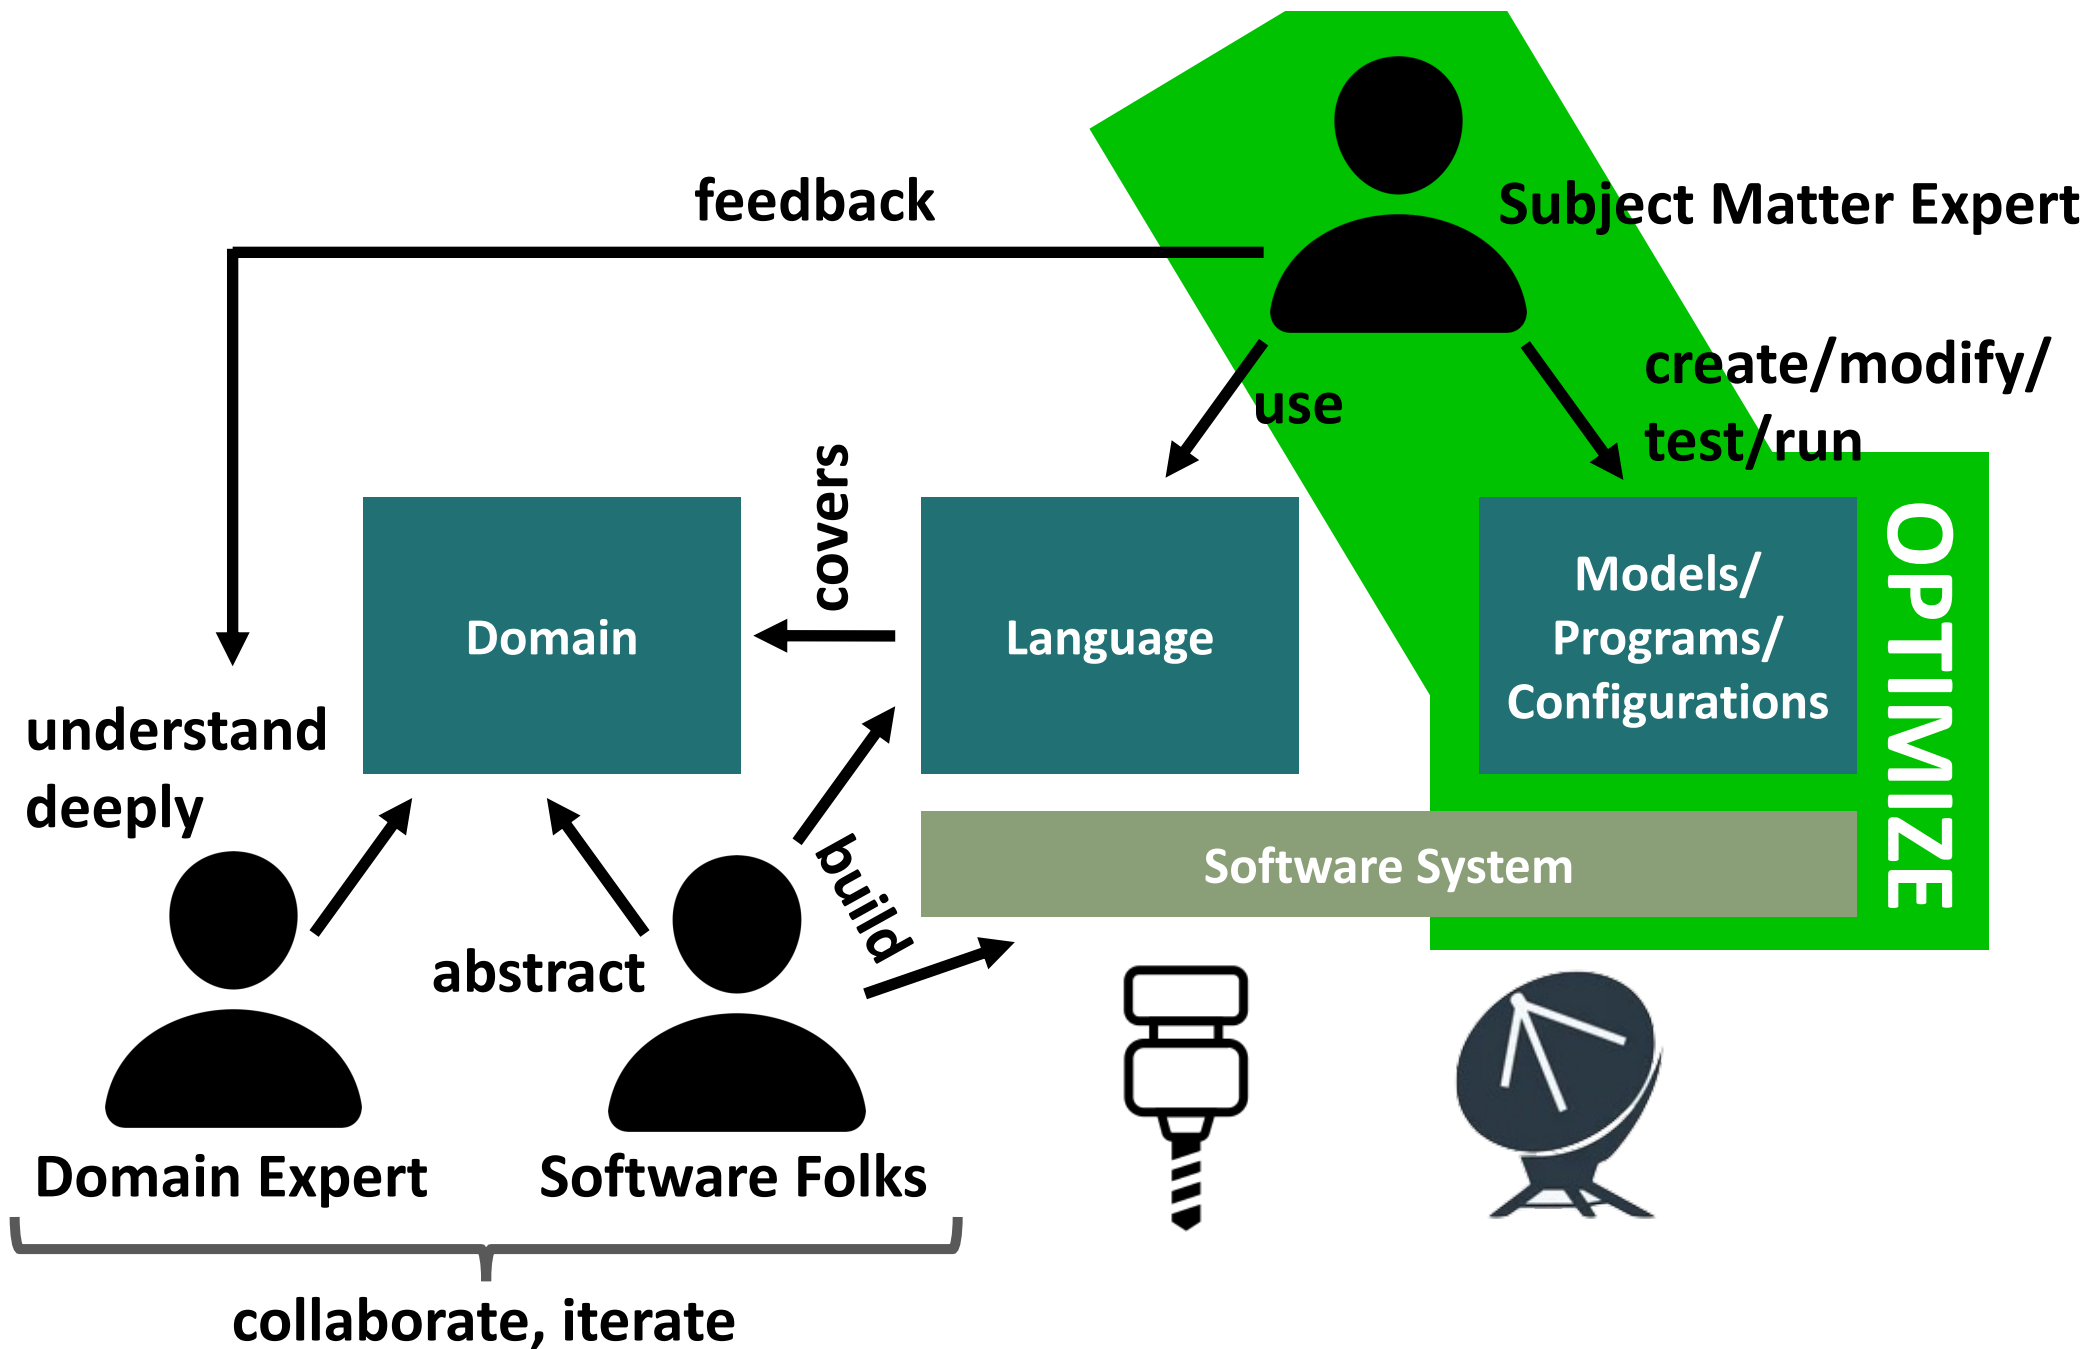 feedback
Subject Matter Expert
create/modify/
test/run
use
covers
Domain
Language
Models/
Programs/
Configurations
OPTIMIZE
understand
deeply
Software System
build
abstract
Domain Expert
Software Folks
collaborate, iterate